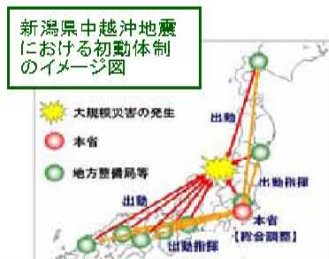 新潟県中越沖地震
における初動体制
のイメージ図
大規模災害の発生
本省
地方整備局等
出動
出動指揮
出動
本省
【総合調整】
出動指揮